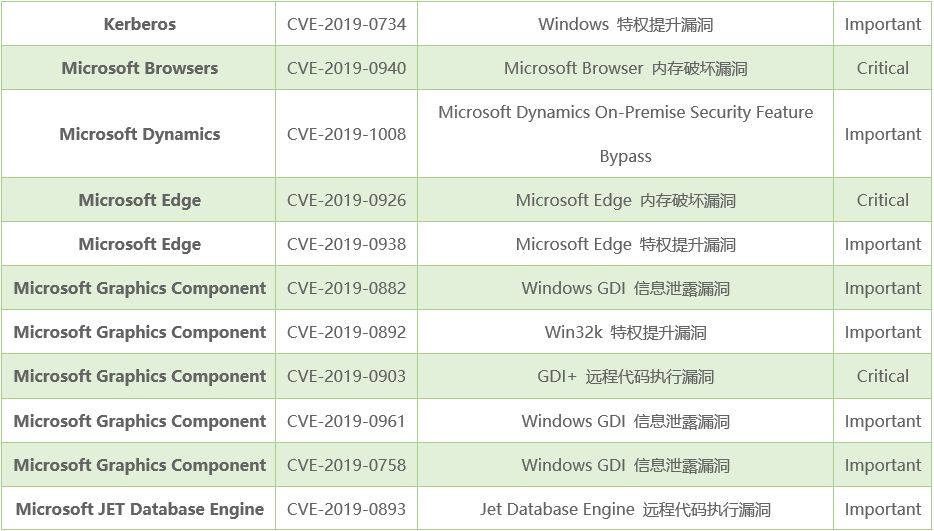 Kerberos CVE-2019-0734 Windows 特权提升漏洞 Important
Microsoft Browsers CVE-2019-0940 Microsoft Browser 内存破坏漏洞 Critical
Microsoft Dynamics CVE-2019-1008 Microsoft Dynamics On-Premise Security Feature
Bypass Important
Microsoft Edge CVE-2019-0926 Microsoft Edge 内存破坏漏洞 Critical
Microsoft Edge CVE-2019-0938 Microsoft Edge 特权提升漏洞 Important
Microsoft Graphics Component CVE-2019-0882 Windows GDI 信息泄露漏洞 Important
Microsoft Graphics Component CVE-2019-0892 Win32k 特权提升漏洞 Important
Microsoft Graphics Component CVE-2019-0903 GDI+ 远程代码执行漏洞 Critical
Microsoft Graphics Component CVE-2019-0961 Windows GDI 信息泄露漏洞 Important
Microsoft Graphics Component CVE-2019-0758 Windows GDI 信息泄露漏洞 Important
Microsoft JET Database Engine CVE-2019-0893 Jet Database Engine 远程代码执行漏洞 Important